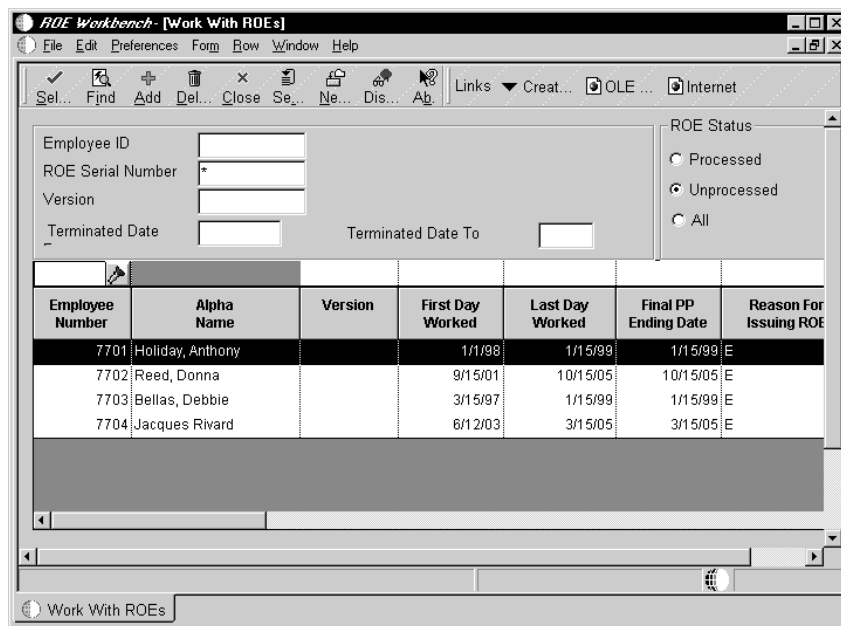 ROE Workbench - [Work With ROEs]
File Edit Preferences Form Row Window Help
Sel... Find Add Del... Close Se... Ne... Dis... Ab. Links Creat... OLE ... Internet
ROE Status
Employee ID
Processed
ROE Serial Number *
Unprocessed
Version
All
Terminated Date
Terminated Date To
Employee Number Alpha Name Version First Day Worked Last Day Worked Final PP Ending Date Reason For Issuing ROE
7701 Holiday, Anthony 1/1/98 1/15/99 1/15/99 E
7702 Reed, Donna 9/15/01 10/15/05 10/15/05 E
7703 Bellas, Debbie 3/15/97 1/15/99 1/15/99 E
7704 Jacques Rivard 6/12/03 3/15/05 3/15/05 E
Work With ROEs